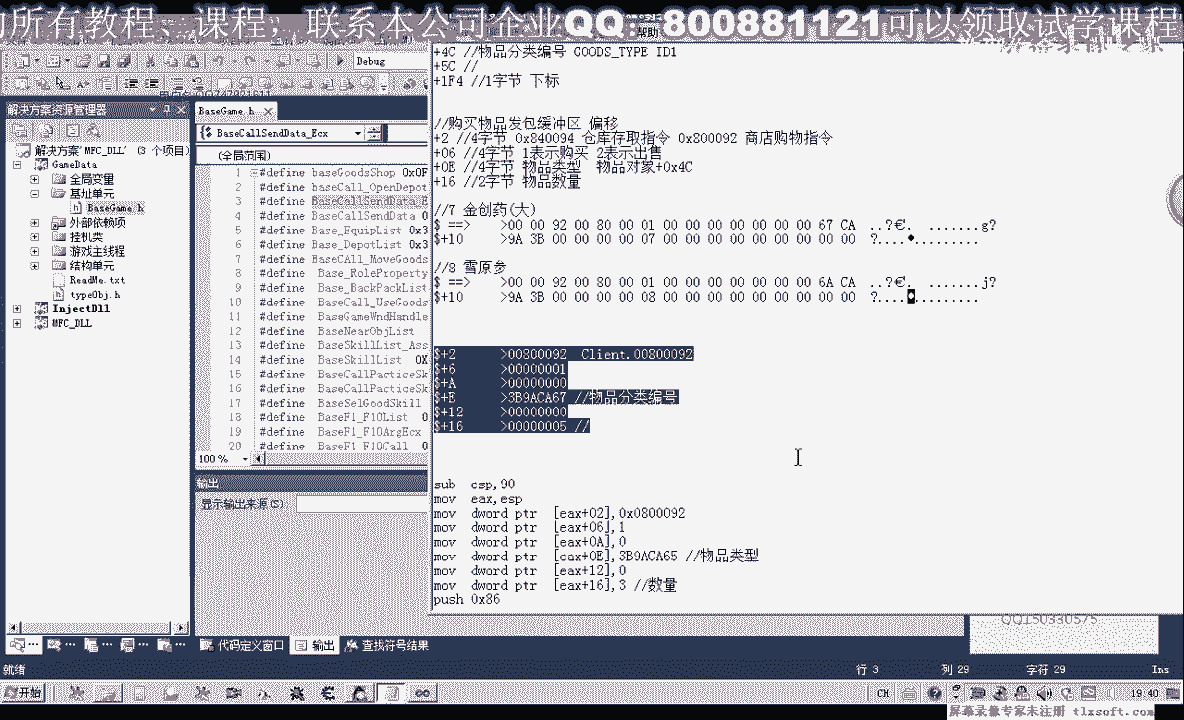 的所有教程、课程，联系本公司企业QQ：800881121可以领取试学课程
帮助
Debug
+4C //物品分类编号 GOODS_TYPE ID1
+5C //
+1F4 //1字节 下标
//购买物品发包缓冲区 偏移
+2 //4字节 0x840094 仓库存取指令 0x800092 商店购物指令
+06 //4字节 1表示购买 2表示出售
+0E //4字节 物品类型 物品对象+0x4C
+16 //2字节 物品数量
//7 金创药(大)
$ ==> >00 00 92 00 80 00 01 00 00 00 00 00 00 00 67 CA ..?€. .......g?
$+10 >9A 3B 00 00 00 00 07 00 00 00 00 00 00 00 00 00 ?....•.........
//8 雪原参
$ ==> >00 00 92 00 80 00 01 00 00 00 00 00 00 00 6A CA ..?€. .......j?
$+10 >9A 3B 00 00 00 00 08 00 00 00 00 00 00 00 00 00 ?.... .........
$+2 >00800092 Client.00800092
$+6 >00000001
$+A >00000000
$+E >3B9ACA67 //物品分类编号
$+12 >00000000
$+16 >00000005 //
sub esp,90
mov eax,esp
mov dword ptr [eax+02],0x0800092
mov dword ptr [eax+06],1
mov dword ptr [eax+0A],0
mov dword ptr [eax+0E],3B9ACA65 //物品类型
mov dword ptr [eax+12],0
mov dword ptr [eax+16],3 //数量
push 0x86
解决方案资源管理器
解决方案"MFC_DLL" (3 个项目)
GameData
全局变量
基址单元
BaseGame.h
外部依赖项
挂机类
游戏主线程
结构单元
ReadMe.txt
typeObj.h
InjectDll
MFC_DLL
BaseGame.h
BaseCallSendData_Ecx
(全局范围)
1 #define baseGoodsShop 0x0F
2 #define baseCall_OpenDepot
3 #define BaseCallSendData_E
4 #define BaseCallSendData 0
5 #define Base_EquipList 0x3
6 #define Base_DepotList 0x3
7 #define BaseCAll_MoveGoods
8 #define Base_RoleProperty
9 #define Base_BackPackList
10 #define BaseCall_UseGoods
11 #define BaseGameWndHandle
12 #define BaseNearObjList
13 #define BaseSkillList_Ass
14 #define BaseSkillList 0X
15 #define BaseCallPacticeSk
16 #define BaseCallPacticeSk
17 #define BaseSelGoodSkill
18 #define BaseF1_F10List 0
19 #define BaseF1_F10ArgEcx
20 #define BaseF1_F10Call 0
100 %
输出
显示输出来源(S):
代码定义窗口
输出
查找符号结果
QQ150330575
就绪
行 3
列 29
字符 29
Ins
开始
CH
19:40
屏幕录像专家未注册 tlxsoft.com